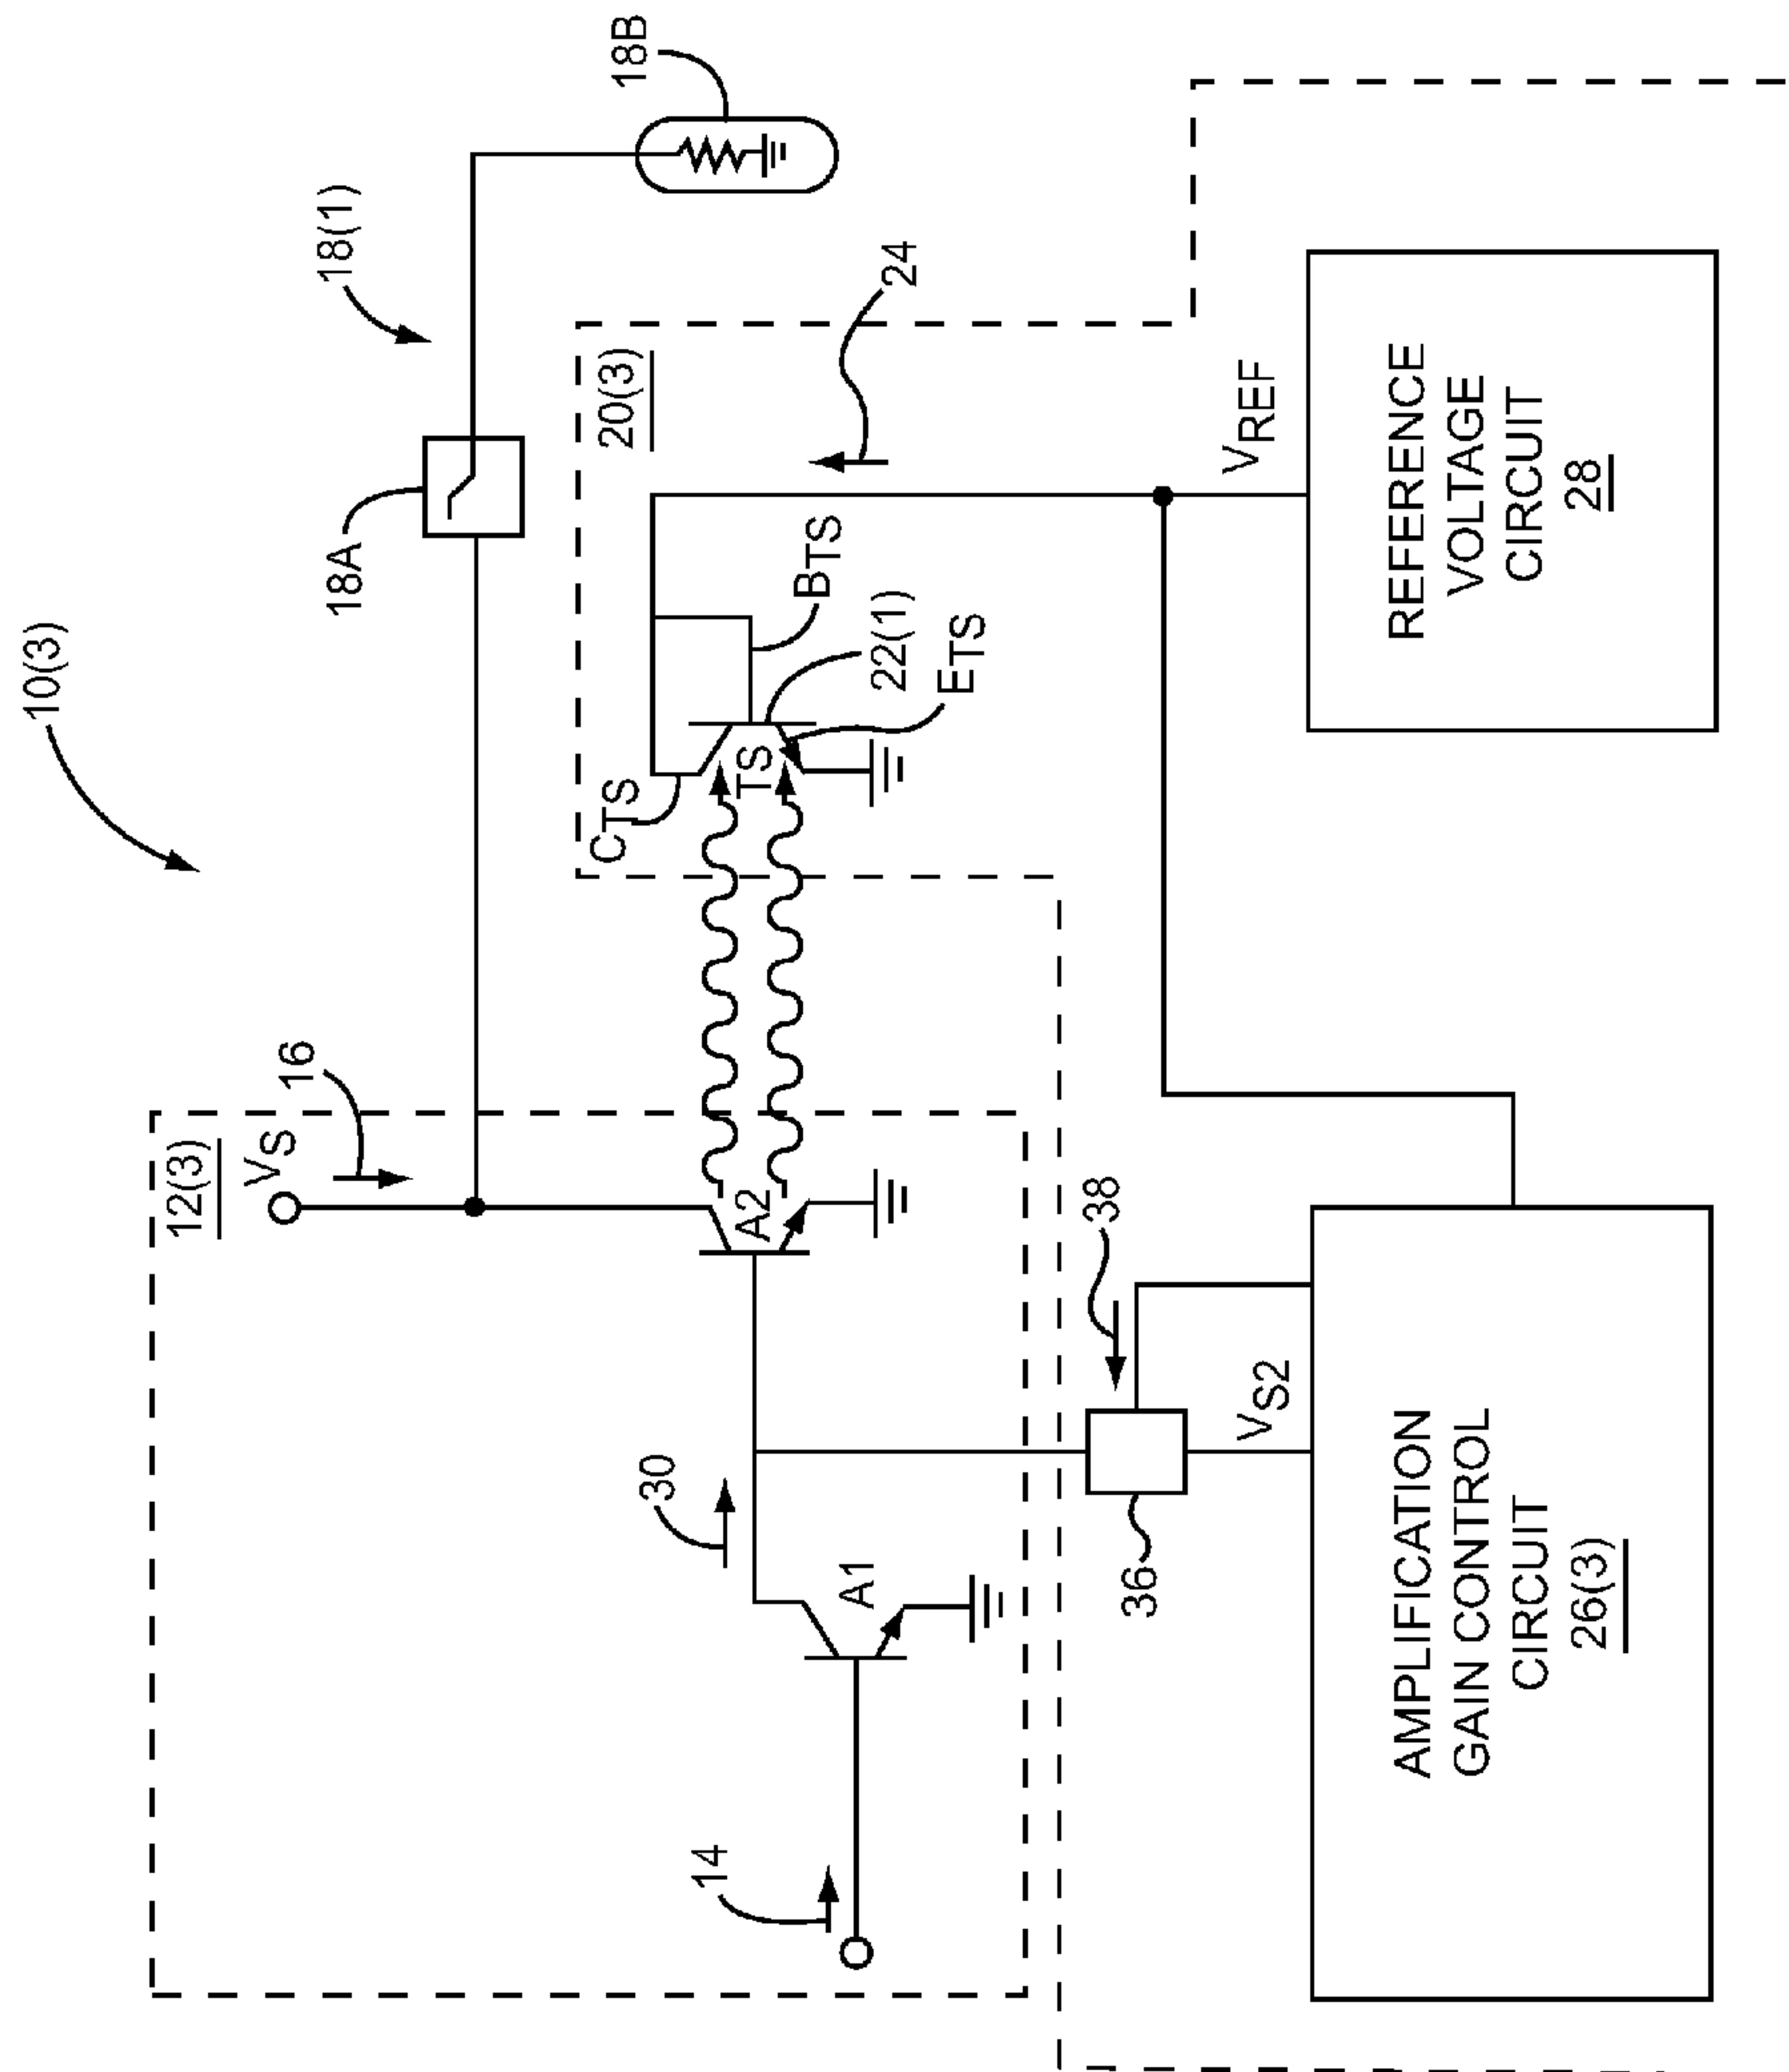 10(3)
12(3)
VS
16
18A
18(1)
18B
20(3)
24
CTS
TS
BTS
22(1)
ETS
A2
30
A1
14
38
36
VS2
VREF
AMPLIFICATION
GAIN CONTROL
CIRCUIT
26(3)
REFERENCE
VOLTAGE
CIRCUIT
28